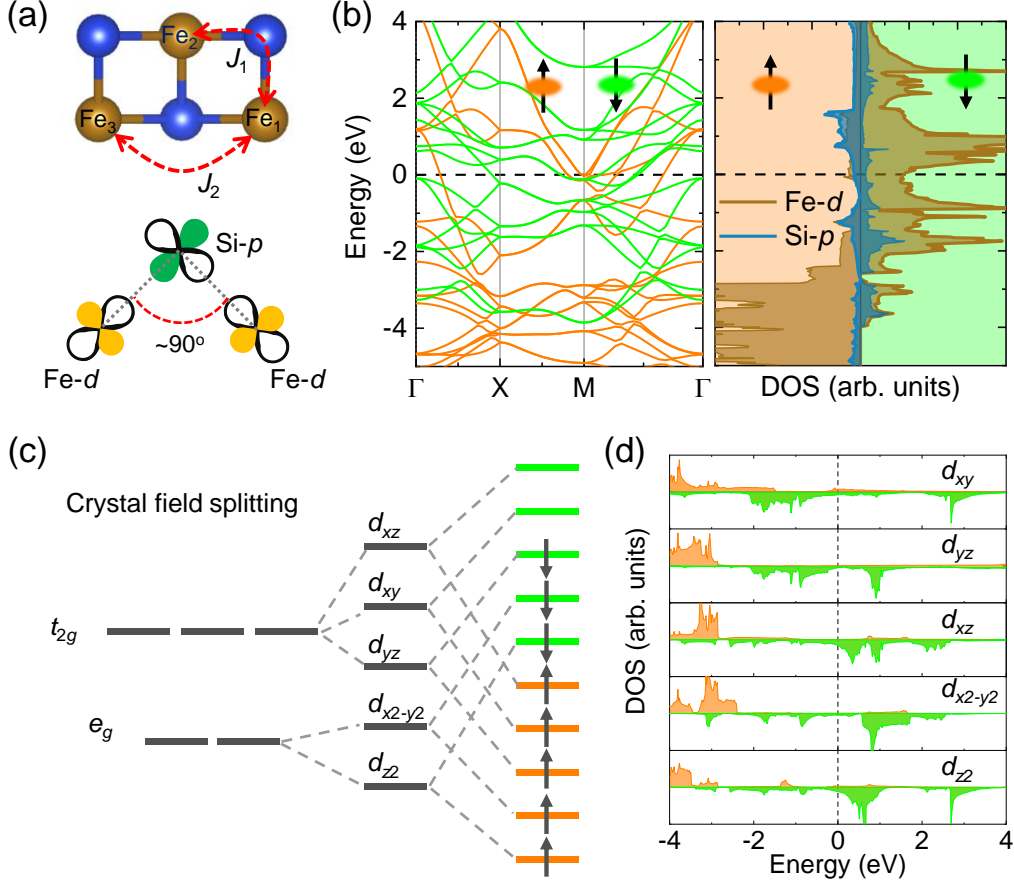 (a)
Fe2
J1
Fe3
Fe1
J2
Si-p
~90o
Fe-d
Fe-d
(b)
Energy (eV)
4
2
0
-2
-4
Γ
X
M
Γ
Fe-d
Si-p
DOS (arb. units)
(c)
Crystal field splitting
t2g
eg
dxz
dxy
dyz
dx2-y2
dz2
(d)
DOS (arb. units)
dxy
dyz
dxz
dx2-y2
dz2
-4
-2
0
2
4
Energy (eV)